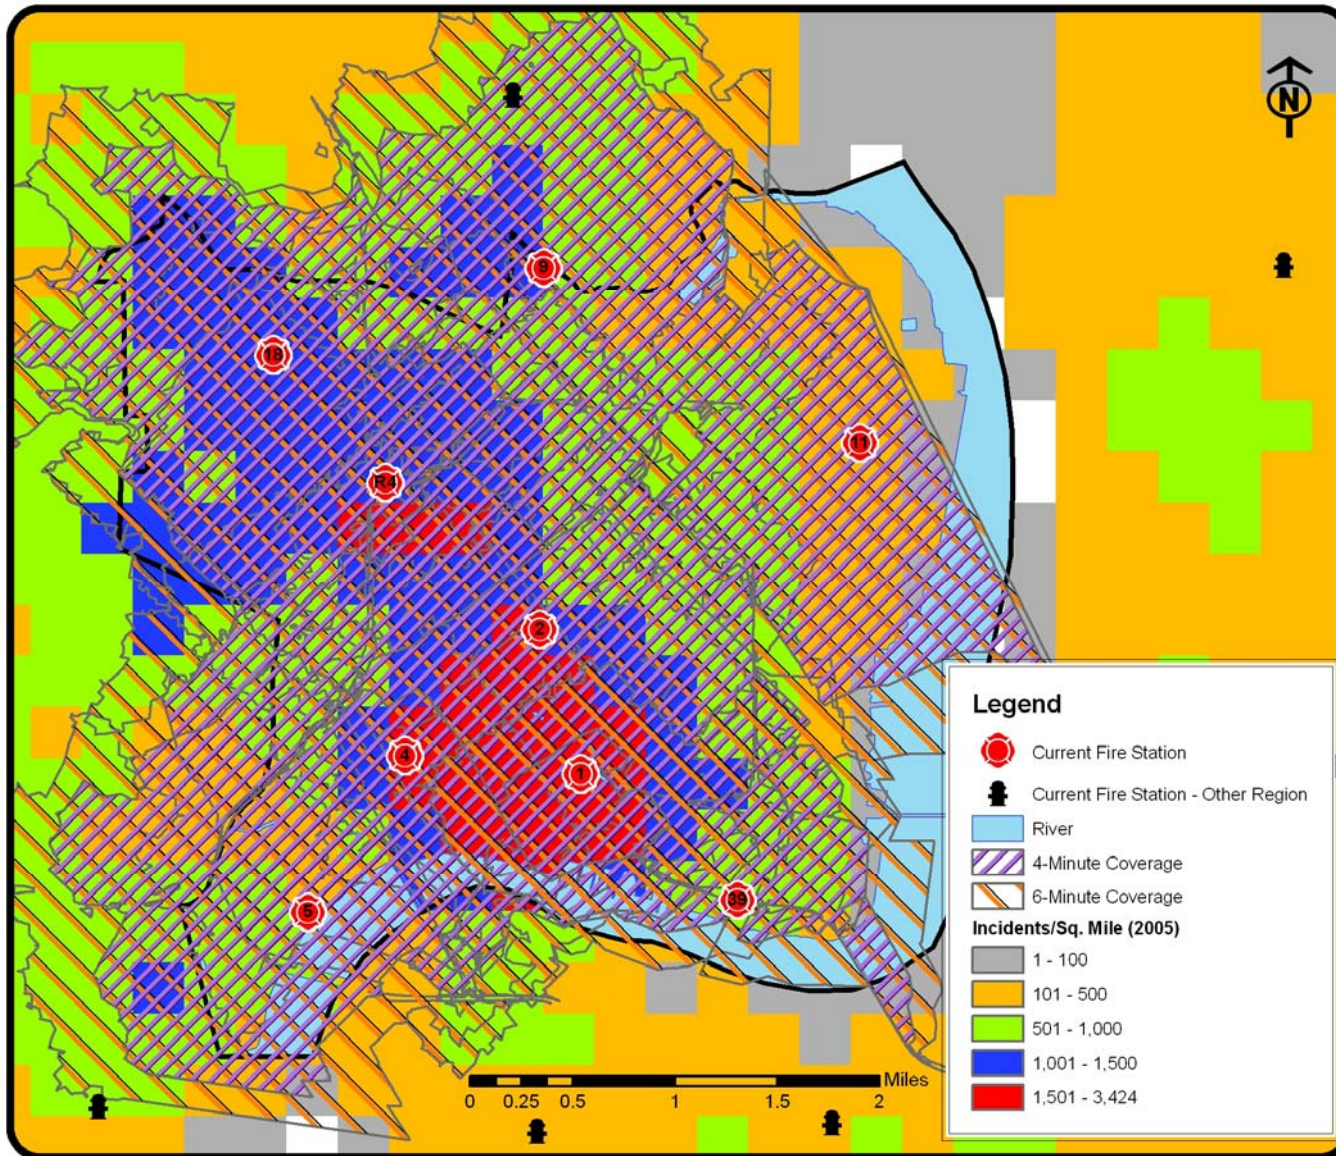 N
9
18
11
R4
2
4
1
5
39
Legend
Current Fire Station
Current Fire Station - Other Region
River
4-Minute Coverage
6-Minute Coverage
Incidents/Sq. Mile (2005)
1 - 100
101 - 500
501 - 1,000
1,001 - 1,500
1,501 - 3,424
Miles
0 0.25 0.5 1 1.5 2